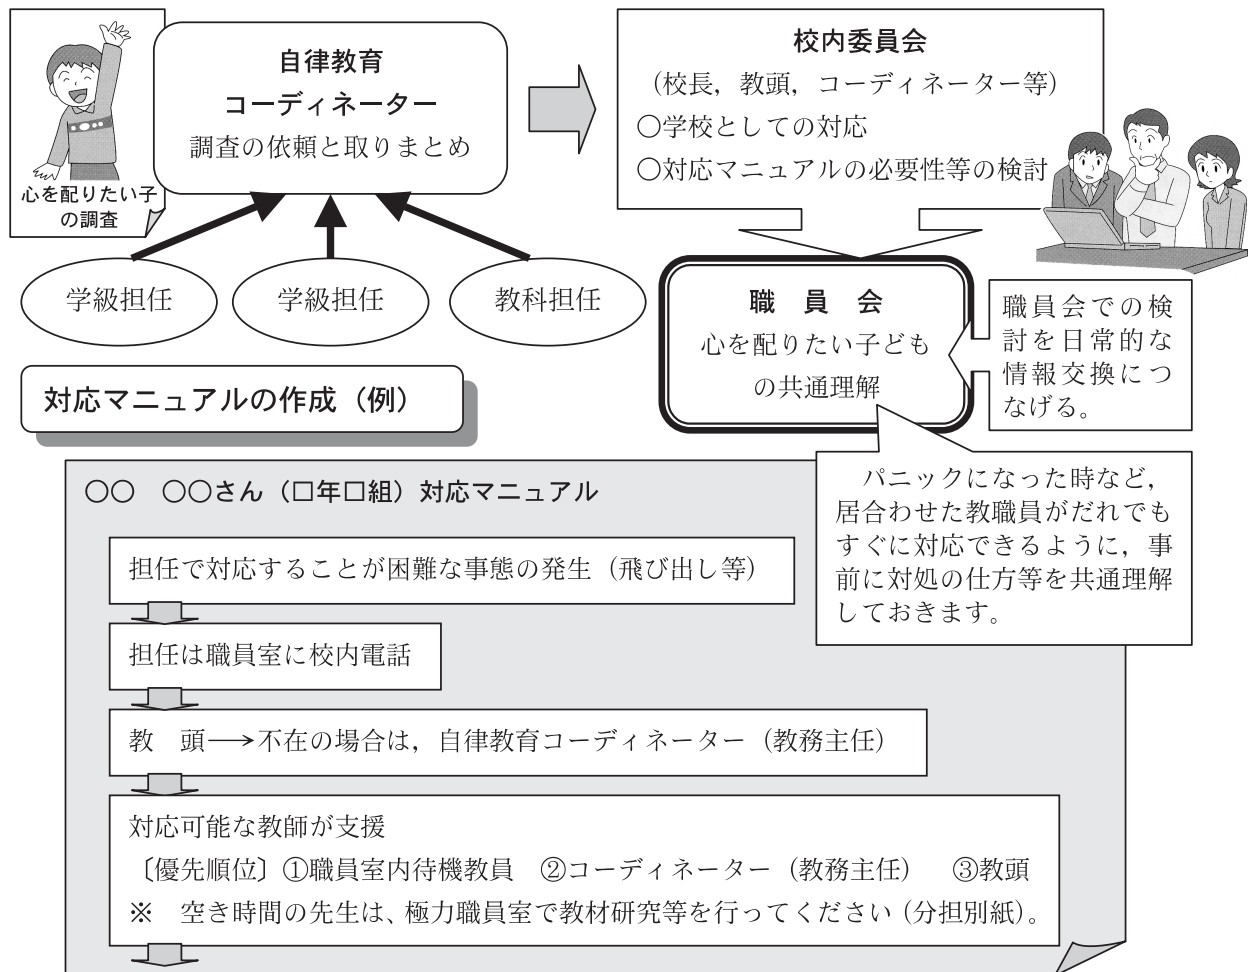 自律教育
コーディネーター
調査の依頼と取りまとめ
心を配りたい子
の調査
学級担任
学級担任
教科担任
校内委員会
（校長，教頭，コーディネーター等）
○学校としての対応
○対応マニュアルの必要性等の検討
職　員　会
心を配りたい子ども
の共通理解
職員会での検
討を日常的な
情報交換につ
なげる。
パニックになった時など，
居合わせた教職員がだれでも
すぐに対応できるように，事
前に対処の仕方等を共通理解
しておきます。
対応マニュアルの作成（例）
○○　○○さん（□年□組）対応マニュアル
担任で対応することが困難な事態の発生（飛び出し等）
担任は職員室に校内電話
教　頭→不在の場合は，自律教育コーディネーター（教務主任）
対応可能な教師が支援
〔優先順位〕①職員室内待機教員　②コーディネーター（教務主任）　③教頭
※　空き時間の先生は、極力職員室で教材研究等を行ってください（分担別紙）。